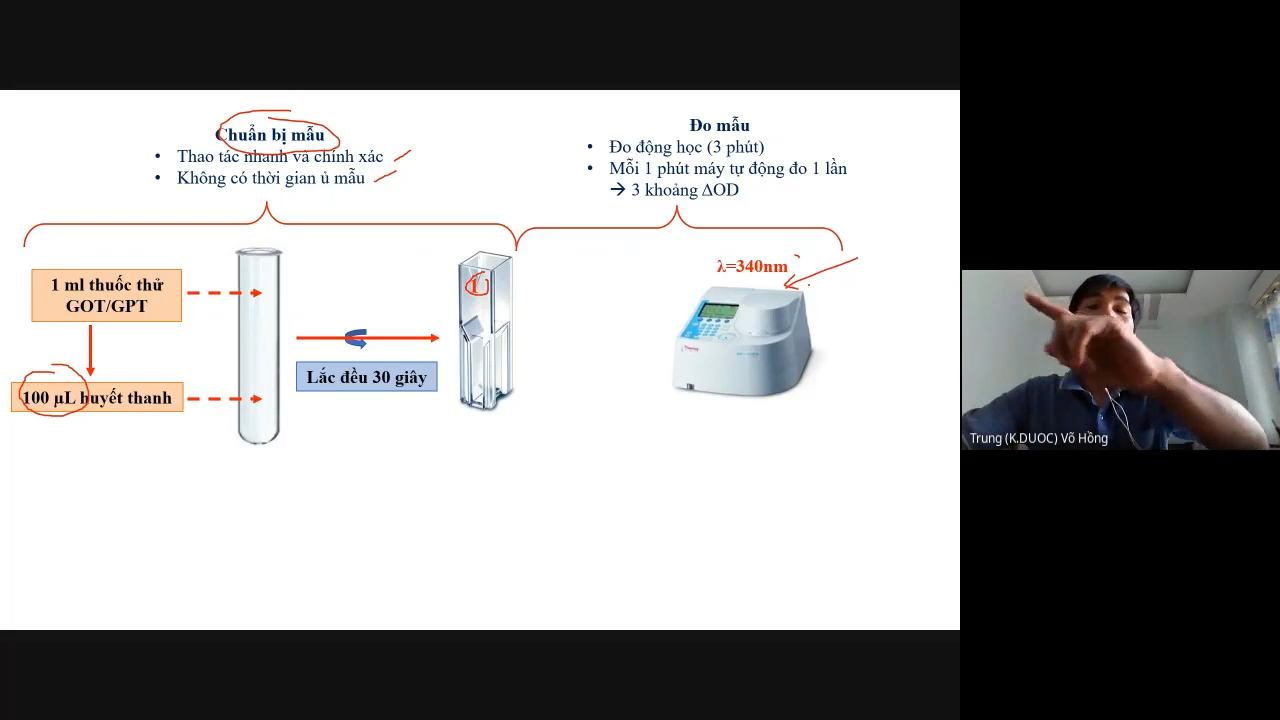 Chuẩn bị mẫu
• Thao tác nhanh và chính xác
• Không có thời gian ủ mẫu
Đo mẫu
• Đo động học (3 phút)
• Mỗi 1 phút máy tự động đo 1 lần
→ 3 khoảng ΔOD
1 ml thuốc thử
GOT/GPT
100 µL huyết thanh
Lắc đều 30 giây
λ=340nm
Trung (K.DUOC) Võ Hồng